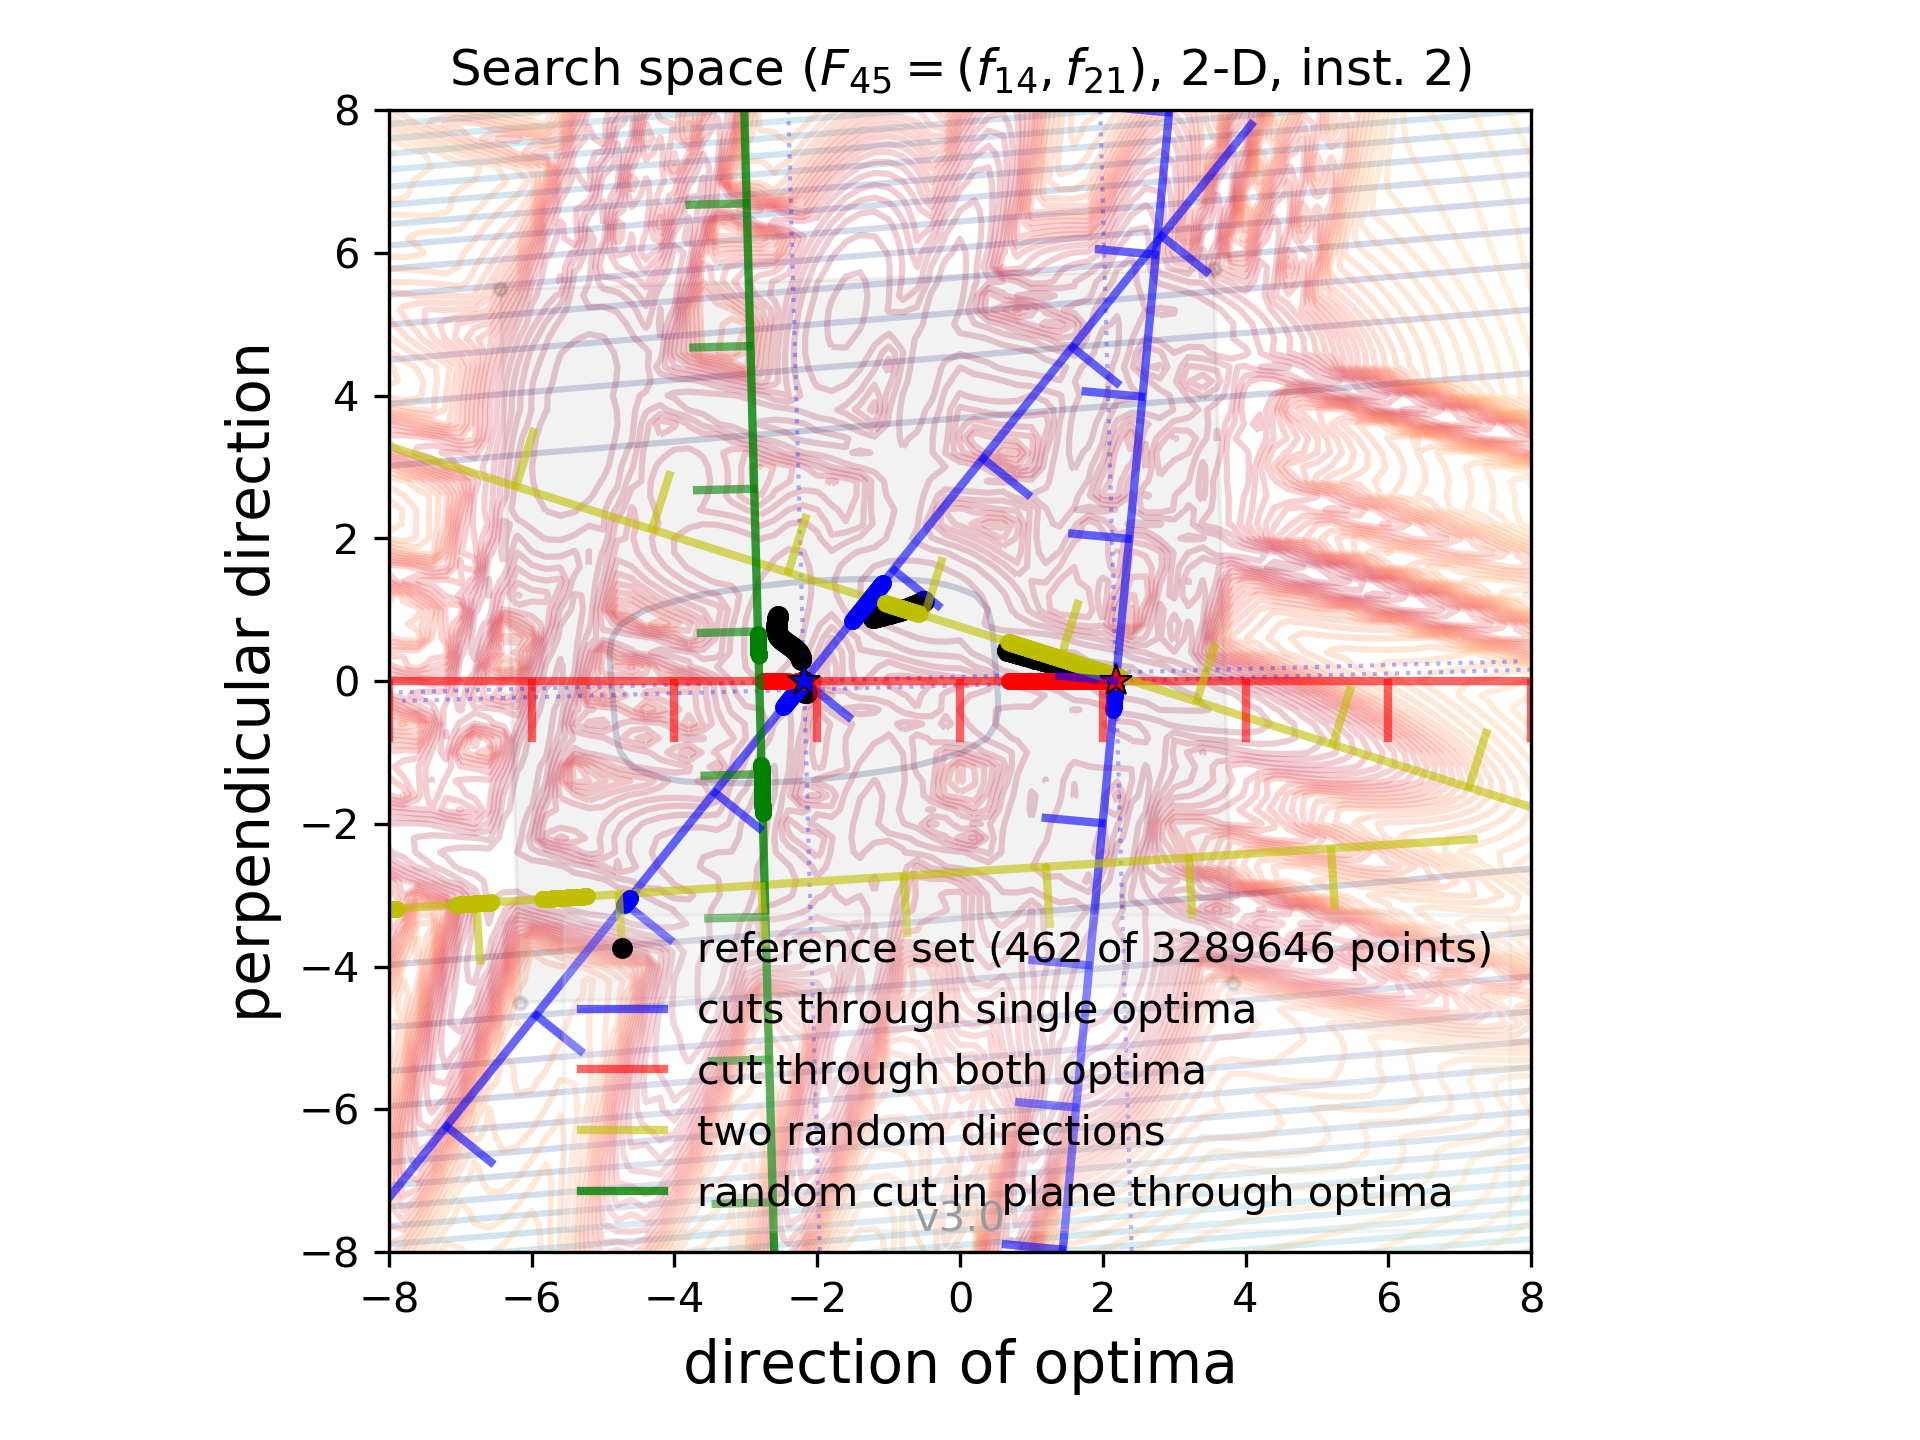 Search space (F45 = (f14, f21), 2-D, inst. 2)
perpendicular direction
8
6
4
2
0
−2
−4
−6
−8
reference set (462 of 3289646 points)
cuts through single optima
cut through both optima
two random directions
random cut in plane through optima
v3.0
−8 −6 −4 −2 0 2 4 6 8
direction of optima